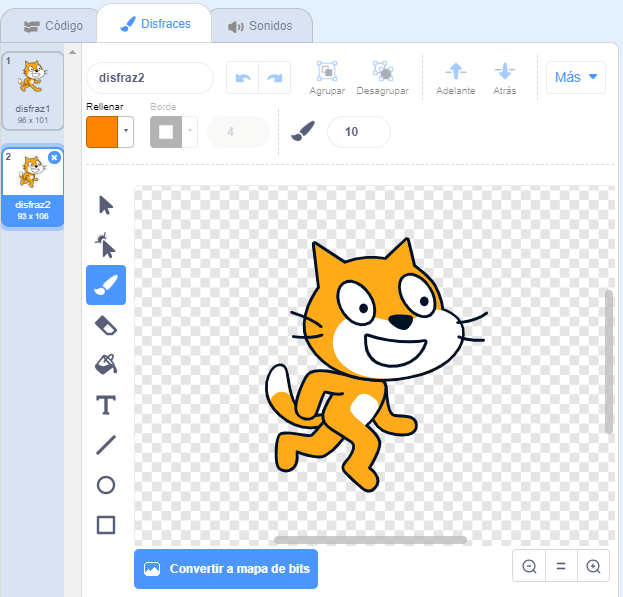 Código
Disfraces
Sonidos
1
disfraz1
96 x 101
2
disfraz2
93 x 106
disfraz2
Agrupar
Desagrupar
Adelante
Atrás
Más
Rellenar
Borde
4
10
T
Convertir a mapa de bits